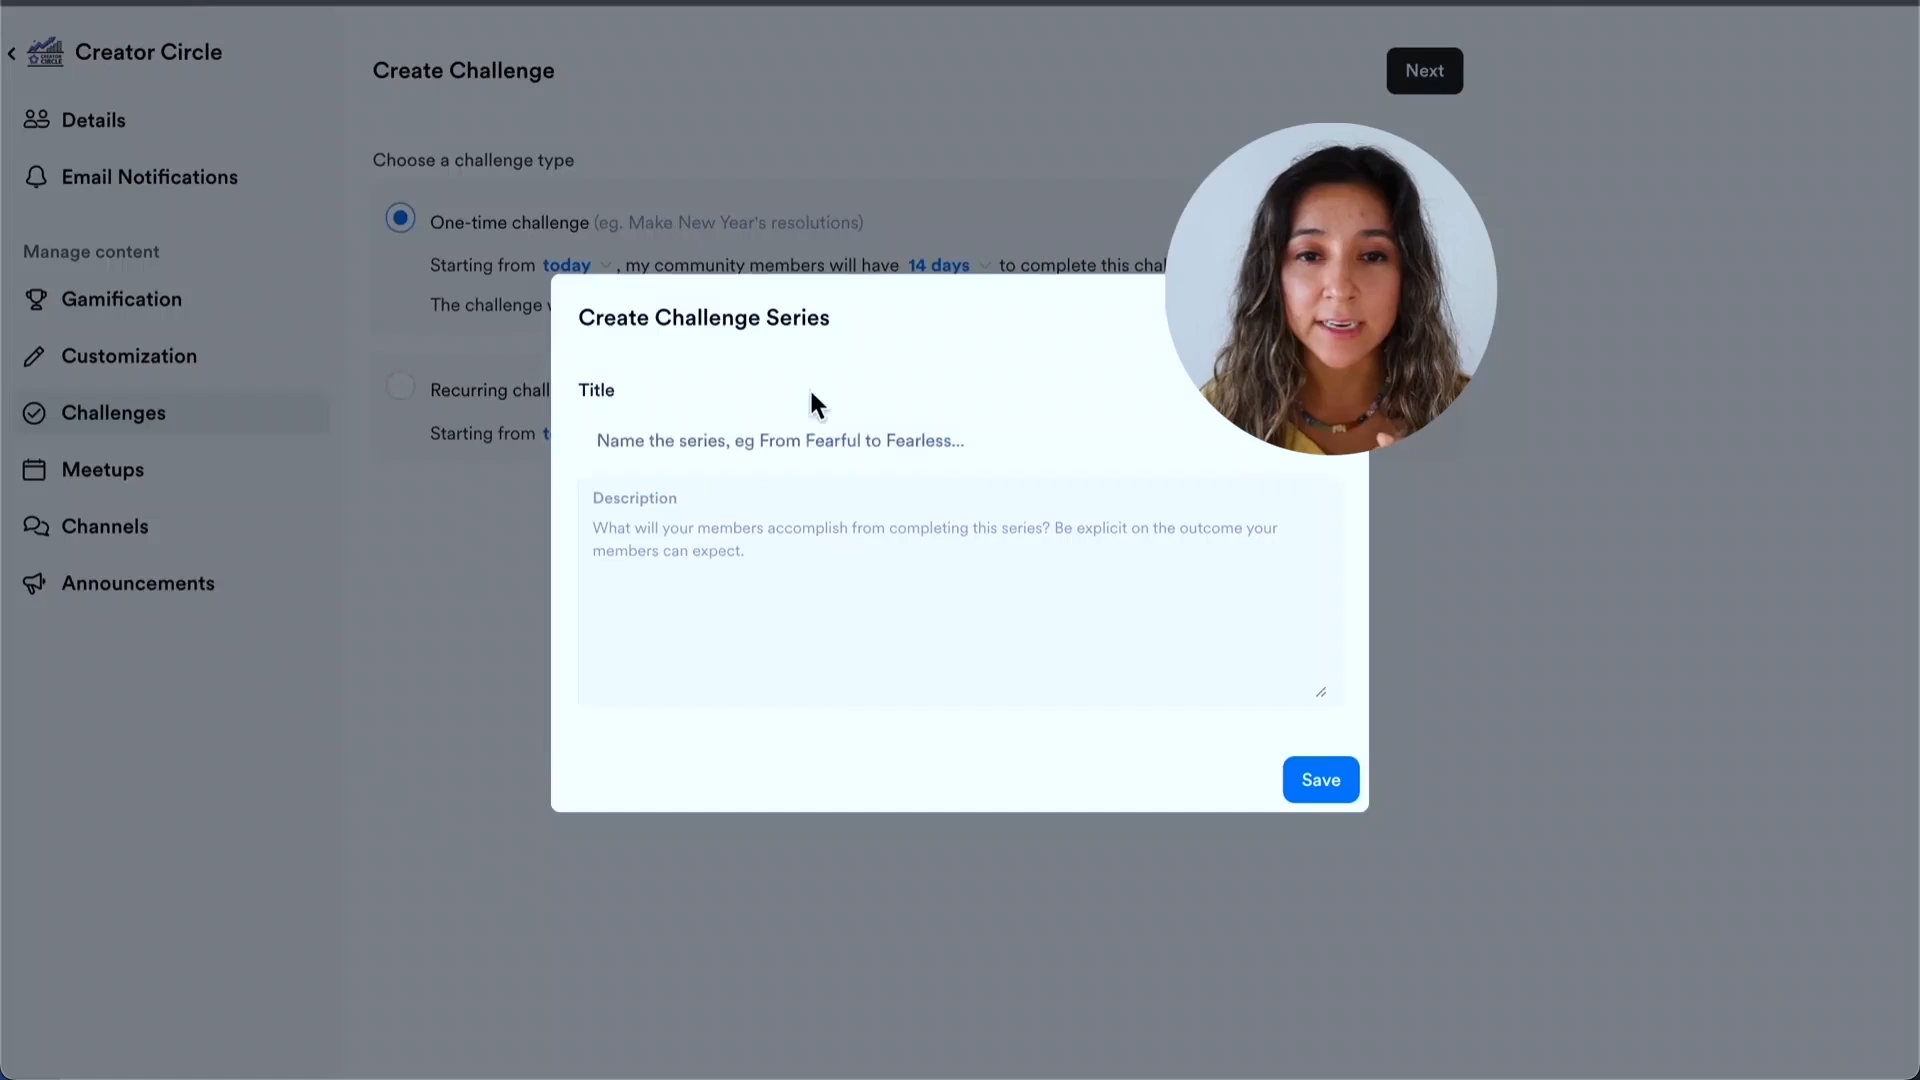 Creator Circle
Details
Email Notifications
Manage content
Gamification
Customization
Challenges
Meetups
Channels
Announcements
Create Challenge
Next
Choose a challenge type
One-time challenge (eg. Make New Year's resolutions)
Starting from today , my community members will have 14 days to complete this chal
The challenge
Recurring chall
Starting from t
Create Challenge Series
Title
Name the series, eg From Fearful to Fearless...
Description
What will your members accomplish from completing this series? Be explicit on the outcome your
members can expect.
Save